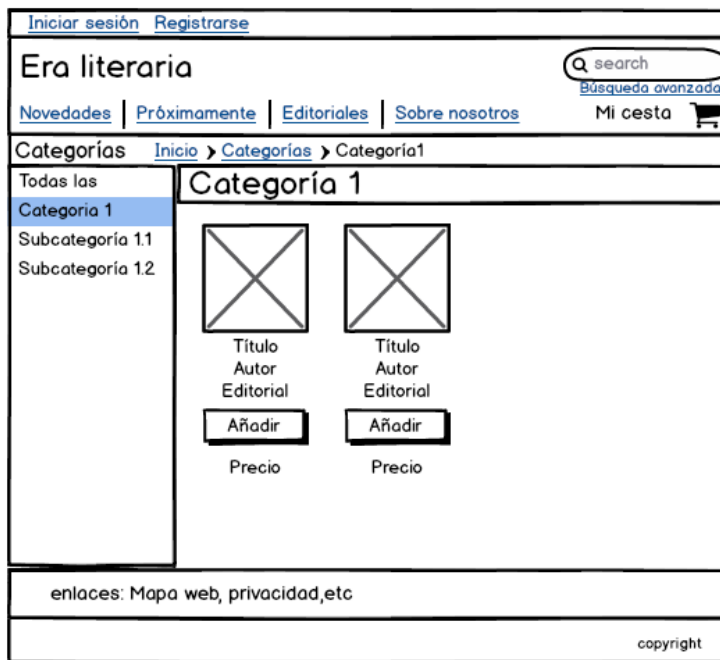 Iniciar sesión Registrarse
Era literaria
search
Búsqueda avanzada
Novedades Próximamente Editoriales Sobre nosotros Mi cesta
Categorías Inicio Categorías Categoría1
Todas las
Categoría 1
Categoria 1
Subcategoría 1.1
Subcategoría 1.2
Título Título
Autor Autor
Editorial Editorial
Añadir Añadir
Precio Precio
enlaces: Mapa web, privacidad,etc
copyright